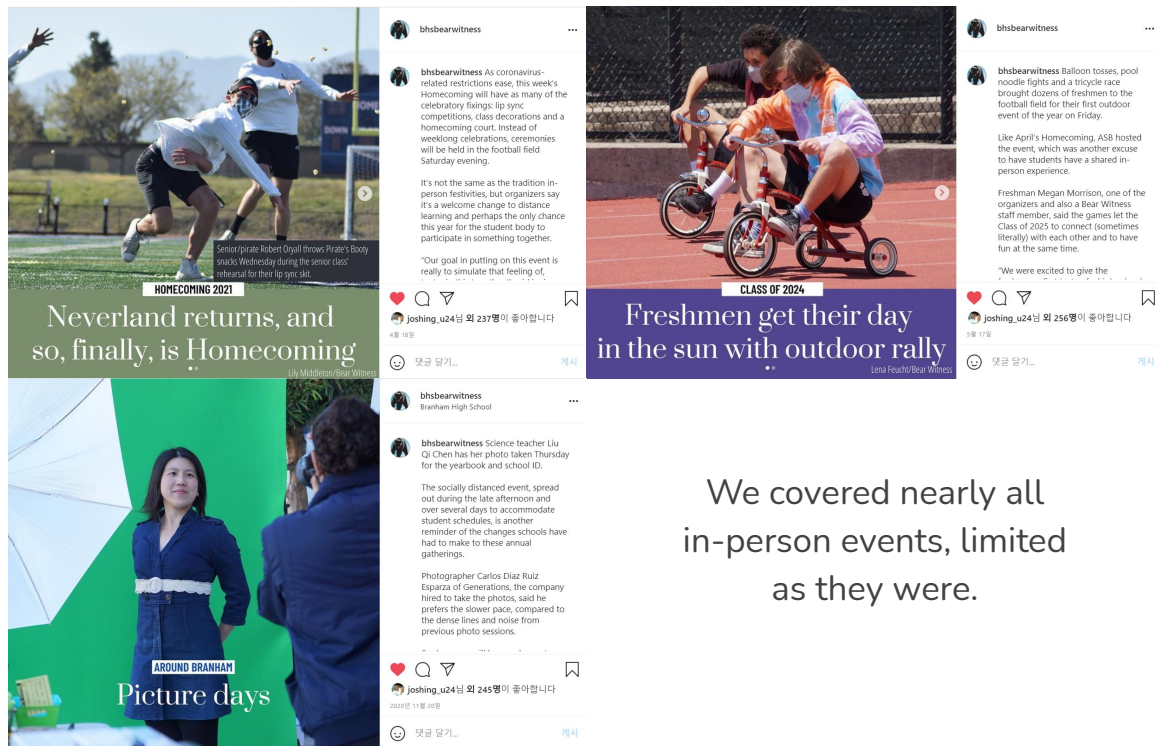 bhsbearwitness
bhsbearwitness As coronavirus-
related restrictions ease, this week's
Homecoming will have as many of the
celebratory fixings: lip sync
competitions, class decorations and a
homecoming court. Instead of
weeklong celebrations, ceremonies
will be held in the football field
Saturday evening.
It's not the same as the tradition in-
person festivities, but organizers say
it's a welcome change to distance
learning and perhaps the only chance
this year for the student body to
participate in something together.
"Our goal in putting on this event is
really to simulate that feeling of,
Senior/pirate Robert Oryall throws Pirate's Booty
snacks Wednesday during the senior class'
rehearsal for their lip sync skit.
HOMECOMING 2021
Neverland returns, and
so, finally, is Homecoming
Lily Middleton/Bear Witness
joshing_u24님 외 237명이 좋아합니다
4월 18일
댓글 달기...
게시
bhsbearwitness
bhsbearwitness Balloon tosses, pool
noodle fights and a tricycle race
brought dozens of freshmen to the
football field for their first outdoor
event of the year on Friday.
Like April's Homecoming, ASB hosted
the event, which was another excuse
to have students have a shared in-
person experience.
Freshman Megan Morrison, one of the
organizers and also a Bear Witness
staff member, said the games let the
Class of 2025 to connect (sometimes
literally) with each other and to have
fun at the same time.
"We were excited to give the
CLASS OF 2024
Freshmen get their day
in the sun with outdoor rally
Lena Feucht/Bear Witness
joshing_u24님 외 256명이 좋아합니다
5월 17일
댓글 달기...
게시
bhsbearwitness
Branham High School
bhsbearwitness Science teacher Liu
Qi Chen has her photo taken Thursday
for the yearbook and school ID.
The socially distanced event, spread
out during the late afternoon and
over several days to accommodate
student schedules, is another
reminder of the changes schools have
had to make to these annual
gatherings.
Photographer Carlos Diaz Ruiz
Esparza of Generations, the company
hired to take the photos, said he
prefers the slower pace, compared to
the dense lines and noise from
previous photo sessions.
AROUND BRANHAM
Picture days
joshing_u24님 외 245명이 좋아합니다
2020년 11월 20일
댓글 달기...
게시
We covered nearly all
in-person events, limited
as they were.